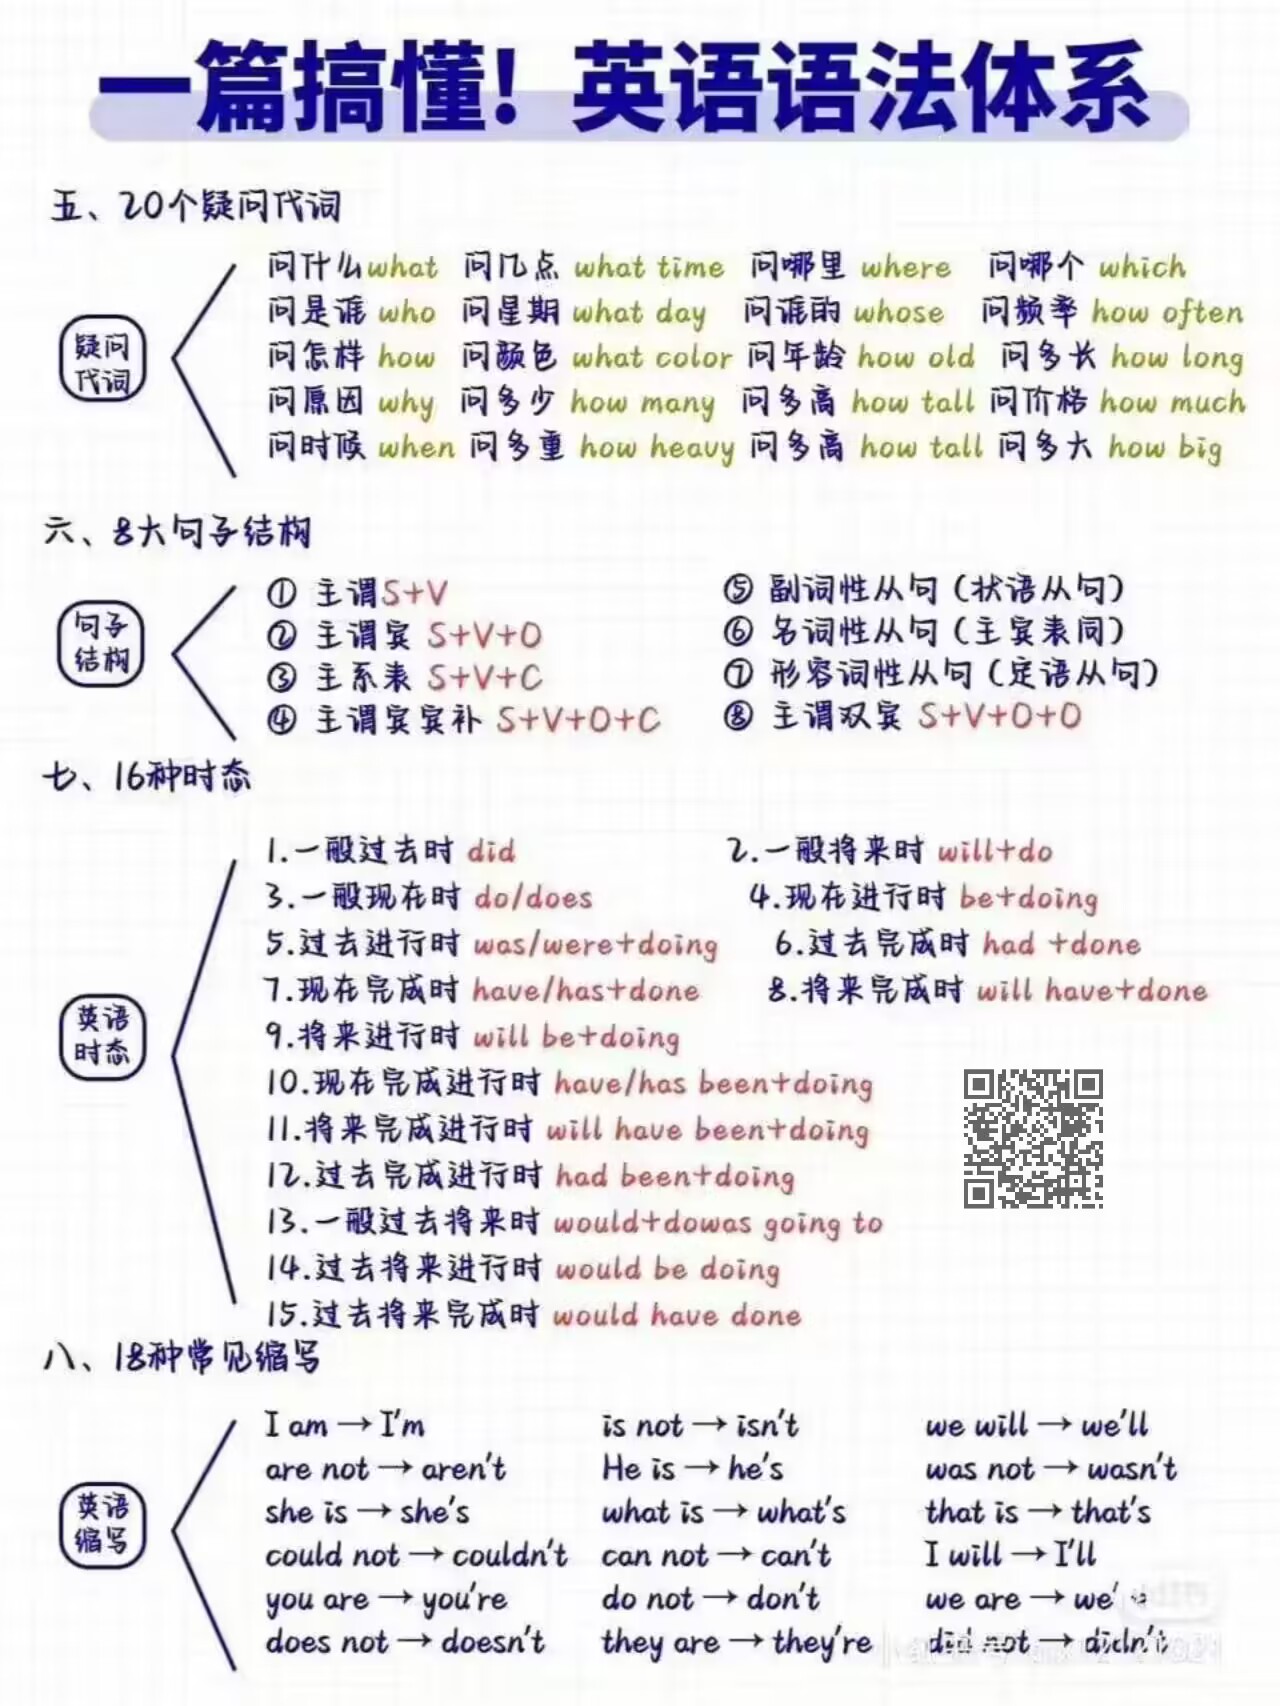 一篇搞懂！英语语法体系
五、20个疑问代词
疑问
代词
问什么what 问几点 what time 问哪里 where 问哪个 which
问是谁 who 问星期 what day 问谁的 whose 问频率 how often
问怎样 how 问颜色 what color 问年龄 how old 问多长 how long
问原因 why 问多少 how many 问多高 how tall 问价格 how much
问时候 when 问多重 how heavy 问多高 how tall 问多大 how big
六、8大句子结构
句子
结构
① 主谓S+V ⑤ 副词性从句（状语从句）
② 主谓宾 S+V+O ⑥ 名词性从句（主宾表同）
③ 主系表 S+V+C ⑦ 形容词性从句（定语从句）
④ 主谓宾宾补 S+V+O+C ⑧ 主谓双宾 S+V+O+O
七、16种时态
英语
时态
1.一般过去时 did 2.一般将来时 will+do
3.一般现在时 do/does 4.现在进行时 be+doing
5.过去进行时 was/were+doing 6.过去完成时 had +done
7.现在完成时 have/has+done 8.将来完成时 will have+done
9.将来进行时 will be+doing
10.现在完成进行时 have/has been+doing
11.将来完成进行时 will have been+doing
12.过去完成进行时 had been+doing
13.一般过去将来时 would+dowas going to
14.过去将来进行时 would be doing
15.过去将来完成时 would have done
八、18种常见缩写
英语
缩写
I am → I'm is not → isn't we will → we'll
are not → aren't He is → he's was not → wasn't
she is → she's what is → what's that is → that's
could not → couldn't can not → can't I will → I'll
you are → you're do not → don't we are →
does not → doesn't they are → they're did not → didn't